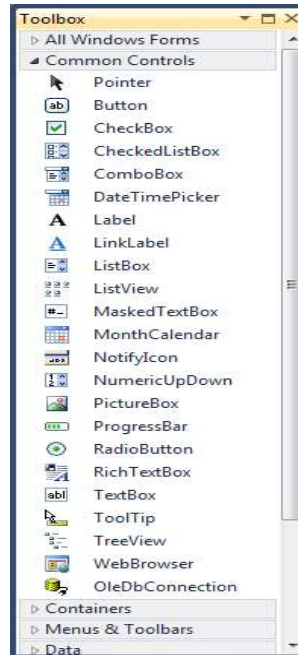 Toolbox
All Windows Forms
Common Controls
Pointer
Button
CheckBox
CheckedListBox
ComboBox
DateTimePicker
A Label
A LinkLabel
ListBox
ListView
MaskedTextBox
MonthCalendar
NotifyIcon
NumericUpDown
PictureBox
ProgressBar
RadioButton
RichTextBox
abl TextBox
ToolTip
TreeView
WebBrowser
OleDbConnection
Containers
Menus & Toolbars
Data